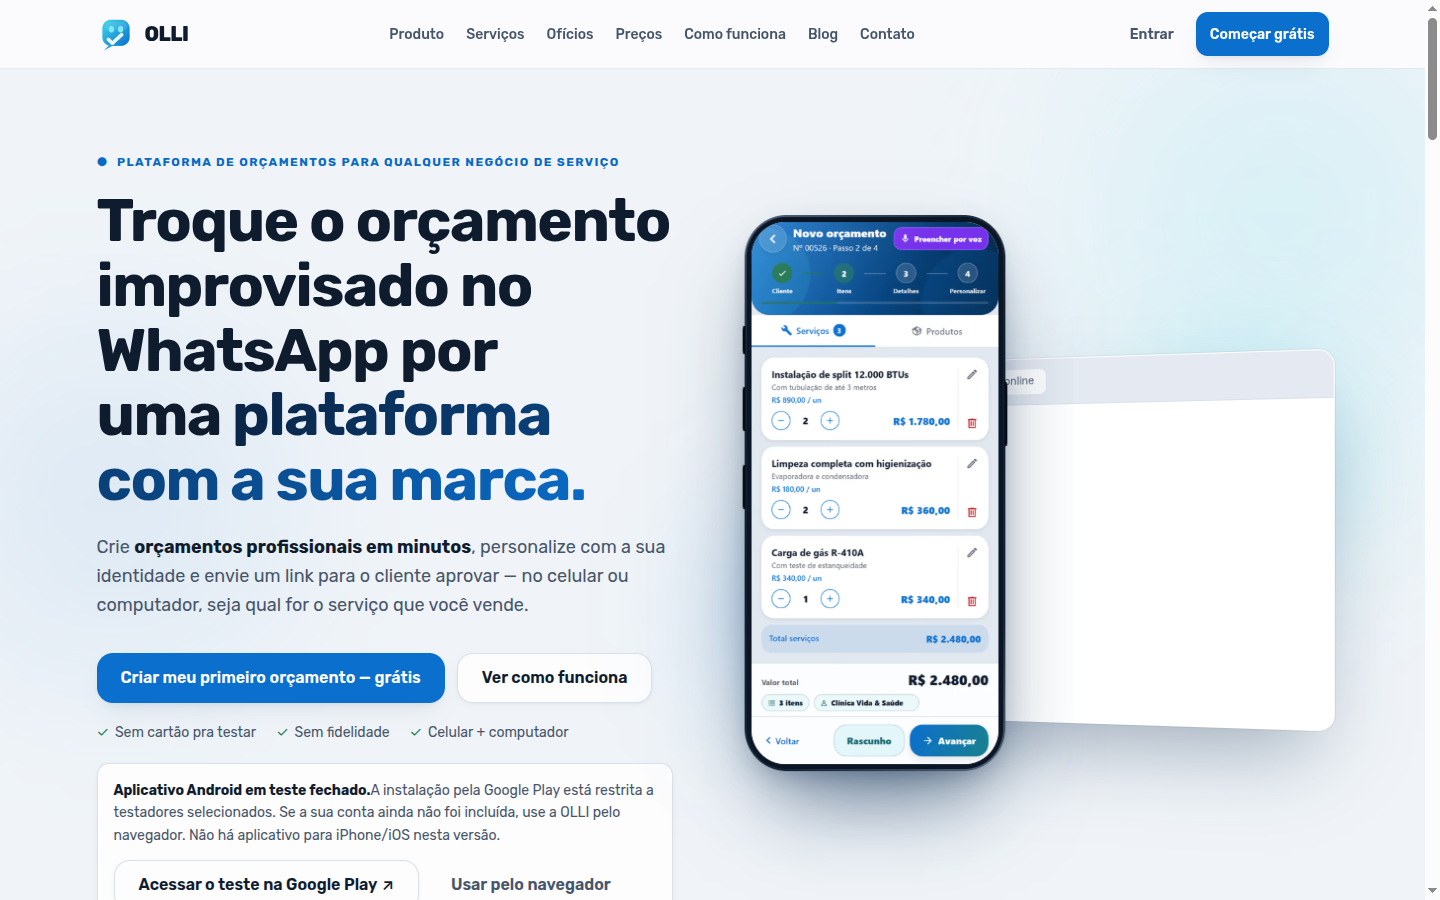 OLLI
Produto Serviços Ofícios Preços Como funciona Blog Contato
Entrar
Começar grátis
PLATAFORMA DE ORÇAMENTOS PARA QUALQUER NEGÓCIO DE SERVIÇO
Troque o orçamento
improvisado no
WhatsApp por
uma plataforma
com a sua marca.
Crie orçamentos profissionais em minutos, personalize com a sua
identidade e envie um link para o cliente aprovar — no celular ou
computador, seja qual for o serviço que você vende.
Criar meu primeiro orçamento — grátis
Ver como funciona
Sem cartão pra testar
Sem fidelidade
Celular + computador
Aplicativo Android em teste fechado.A instalação pela Google Play está restrita a
testadores selecionados. Se a sua conta ainda não foi incluída, use a OLLI pelo
navegador. Não há aplicativo para iPhone/iOS nesta versão.
Acessar o teste na Google Play ↗
Usar pelo navegador
Novo orçamento
Nº 00526 · Passo 2 de 4
Preencher por voz
2 3 4
Cliente Itens Detalhes Personalizar
Serviços 3
Produtos
Instalação de split 12.000 BTUs
Com tubulação de até 3 metros
R$ 890,00 / un
− 2 + R$ 1.780,00
Limpeza completa com higienização
Evaporadora e condensadora
R$ 180,00 / un
− 2 + R$ 360,00
Carga de gás R-410A
Com teste de estanqueidade
R$ 340,00 / un
− 1 + R$ 340,00
Total serviços R$ 2.480,00
Valor total R$ 2.480,00
3 itens
Clínica Vida & Saúde
Voltar
Rascunho
Avançar
online